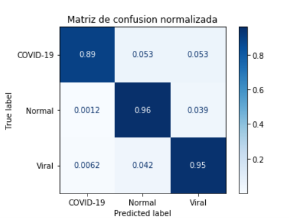 Matriz de confusion normalizada
True label
COVID-19 0.89 0.053 0.053
Normal 0.0012 0.96 0.039
Viral 0.0062 0.042 0.95
COVID-19 Normal Viral
Predicted label
0.8
0.6
0.4
0.2